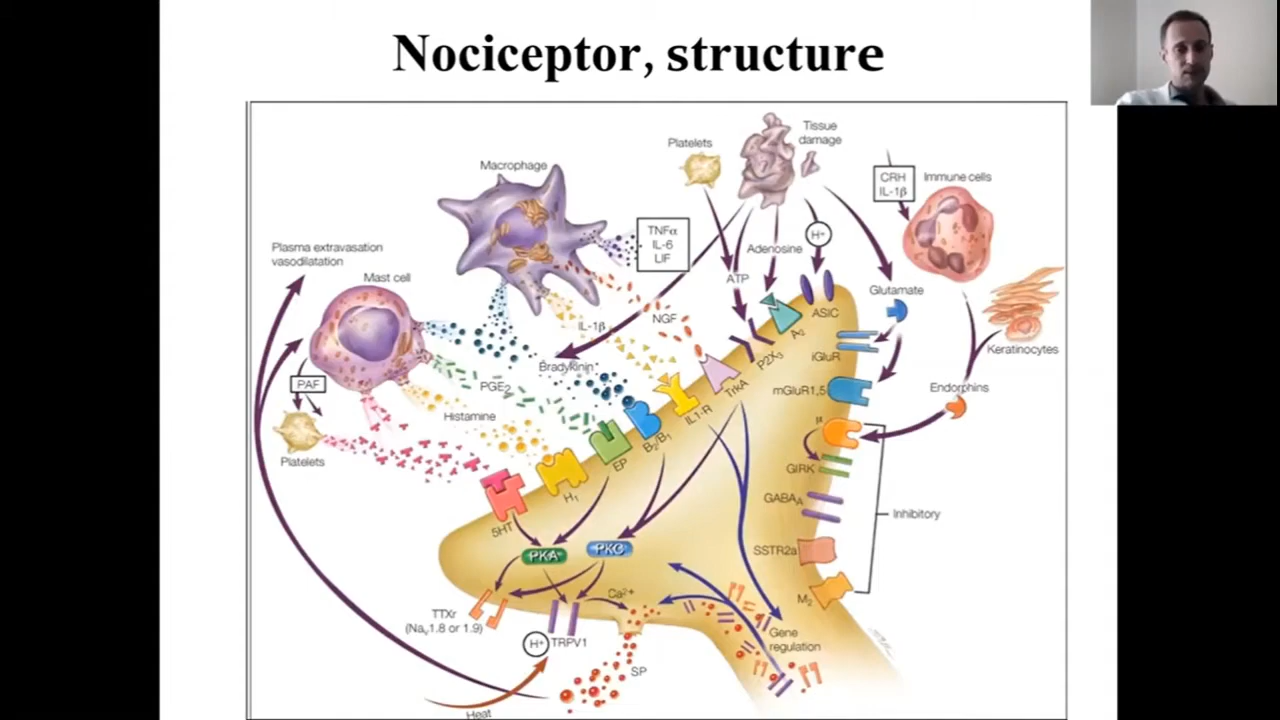 Nociceptor, structure
Platelets
Tissue
damage
Macrophage
CRH
IL-1β
Immune cells
TNFα
IL-6
LIF
H+
Plasma extravasation
vasodilatation
Adenosine
Mast cell
ATP
Glutamate
ASIC
NGF
IL-1β
A2
P2X3
iGluR
Keratinocytes
Bradykinin
PAF
PGE2
TrkA
mGluR1,5
Endorphins
Histamine
IL1-R
μ
B2/B1
Platelets
EP
GIRK
H1
GABAA
Inhibitory
5HT
PKA
PKC
SSTR2a
Ca2+
M2
TTXr
(Nav1.8 or 1.9)
H+
TRPV1
Gene
regulation
SP
Heat